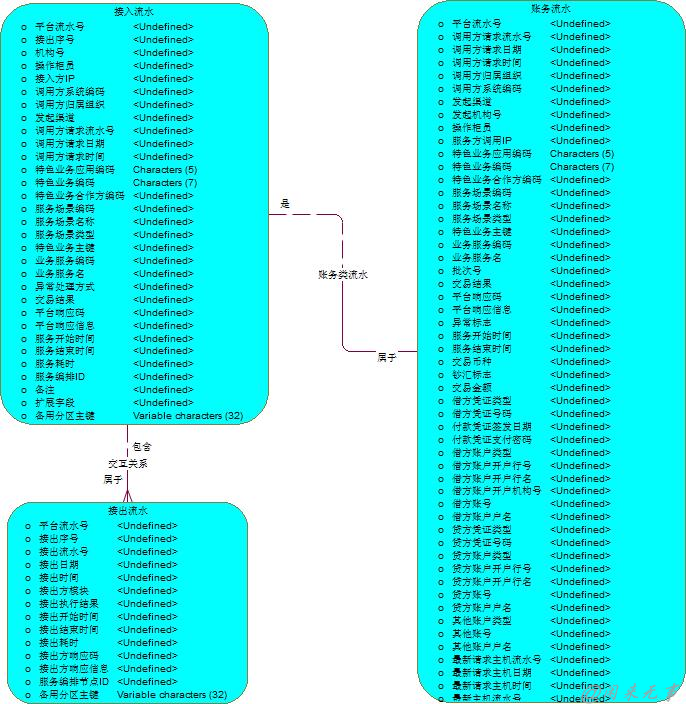 接入流水
o 平台流水号 <Undefined>
o 接出序号 <Undefined>
o 机构号 <Undefined>
o 操作柜员 <Undefined>
o 接入方IP <Undefined>
o 调用方系统编码 <Undefined>
o 调用方归属组织 <Undefined>
o 发起渠道 <Undefined>
o 调用方请求流水号 <Undefined>
o 调用方请求日期 <Undefined>
o 调用方请求时间 <Undefined>
o 特色业务应用编码 Characters (5)
o 特色业务编码 Characters (7)
o 特色业务合作方编码 <Undefined>
o 服务场景编码 <Undefined>
o 服务场景名称 <Undefined>
o 服务场景类型 <Undefined>
o 特色业务主键 <Undefined>
o 业务服务编码 <Undefined>
o 业务服务名 <Undefined>
o 异常处理方式 <Undefined>
o 交易结果 <Undefined>
o 平台响应码 <Undefined>
o 平台响应信息 <Undefined>
o 服务开始时间 <Undefined>
o 服务结束时间 <Undefined>
o 服务耗时 <Undefined>
o 服务编排ID <Undefined>
o 备注 <Undefined>
o 扩展字段 <Undefined>
o 备用分区主键 Variable characters (32)
包含
交互关系
属于
接出流水
o 平台流水号 <Undefined>
o 接出序号 <Undefined>
o 接出流水号 <Undefined>
o 接出日期 <Undefined>
o 接出时间 <Undefined>
o 接出方模块 <Undefined>
o 接出执行结果 <Undefined>
o 接出开始时间 <Undefined>
o 接出结束时间 <Undefined>
o 接出耗时 <Undefined>
o 接出方响应码 <Undefined>
o 接出方响应信息 <Undefined>
o 服务编排节点ID <Undefined>
o 备用分区主键 Variable characters (32)
是
账务类流水
属于
账务流水
o 平台流水号 <Undefined>
o 调用方请求流水号 <Undefined>
o 调用方请求日期 <Undefined>
o 调用方请求时间 <Undefined>
o 调用方归属组织 <Undefined>
o 调用方系统编码 <Undefined>
o 发起渠道 <Undefined>
o 发起机构号 <Undefined>
o 操作柜员 <Undefined>
o 服务方调用IP <Undefined>
o 特色业务应用编码 Characters (5)
o 特色业务编码 Characters (7)
o 特色业务合作方编码 <Undefined>
o 服务场景编码 <Undefined>
o 服务场景名称 <Undefined>
o 服务场景类型 <Undefined>
o 特色业务主键 <Undefined>
o 业务服务编码 <Undefined>
o 业务服务名 <Undefined>
o 批次号 <Undefined>
o 交易结果 <Undefined>
o 平台响应码 <Undefined>
o 平台响应信息 <Undefined>
o 异常标志 <Undefined>
o 服务开始时间 <Undefined>
o 服务结束时间 <Undefined>
o 交易币种 <Undefined>
o 钞汇标志 <Undefined>
o 交易金额 <Undefined>
o 借方凭证类型 <Undefined>
o 借方凭证号码 <Undefined>
o 付款凭证签发日期 <Undefined>
o 付款凭证支付密码 <Undefined>
o 借方账户类型 <Undefined>
o 借方账户开户行号 <Undefined>
o 借方账户开户行名 <Undefined>
o 借方账户开户机构号 <Undefined>
o 借方账号 <Undefined>
o 借方账户户名 <Undefined>
o 贷方凭证类型 <Undefined>
o 贷方凭证号码 <Undefined>
o 贷方账户类型 <Undefined>
o 贷方账户开户行号 <Undefined>
o 贷方账户开户行名 <Undefined>
o 贷方账号 <Undefined>
o 贷方账户户名 <Undefined>
o 其他账户类型 <Undefined>
o 其他账号 <Undefined>
o 其他账户户名 <Undefined>
o 最新请求主机流水号 <Undefined>
o 最新请求主机日期 <Undefined>
o 最新请求主机时间 <Undefined>
o 最新主机流水号 <Undefined>